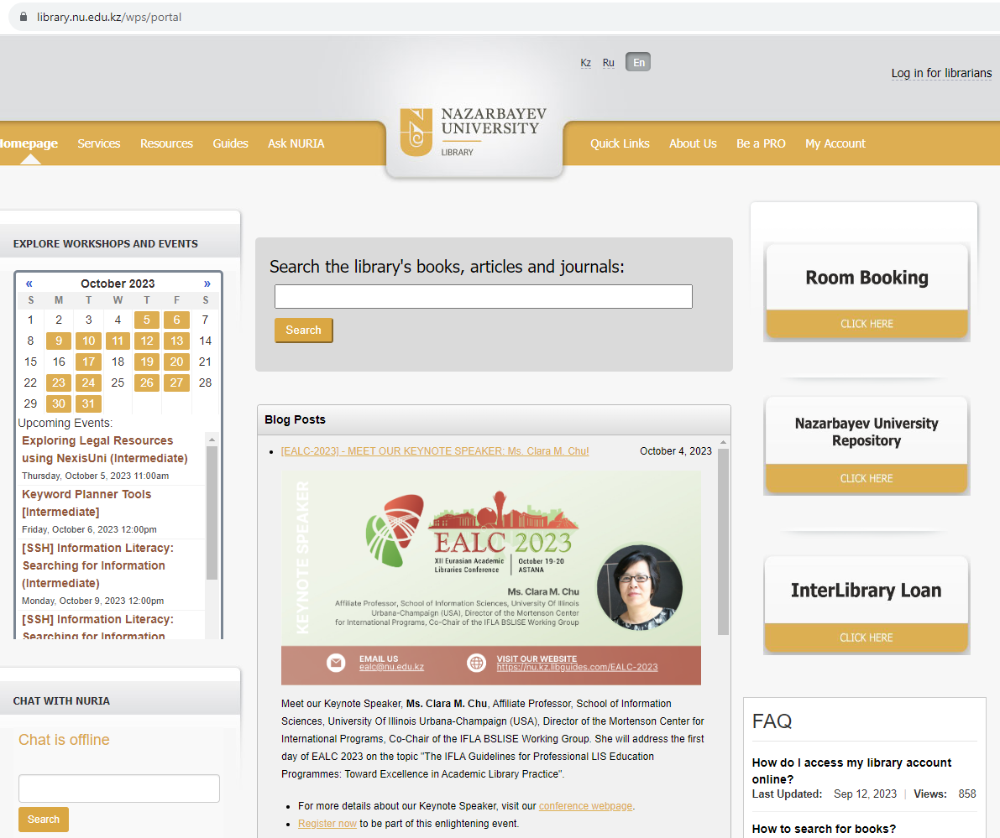 library.nu.edu.kz/wps/portal
Kz Ru En
Log in for librarians
NAZARBAYEV
UNIVERSITY
LIBRARY
Homepage Services Resources Guides Ask NURIA Quick Links About Us Be a PRO My Account
EXPLORE WORKSHOPS AND EVENTS
« October 2023 »
S M T W T F S
1 2 3 4 5 6 7
8 9 10 11 12 13 14
15 16 17 18 19 20 21
22 23 24 25 26 27 28
29 30 31
Upcoming Events:
Exploring Legal Resources
using NexisUni (Intermediate)
Thursday, October 5, 2023 11:00am
Keyword Planner Tools
[Intermediate]
Friday, October 6, 2023 12:00pm
[SSH] Information Literacy:
Searching for Information
(Intermediate)
Monday, October 9, 2023 12:00pm
[SSH] Information Literacy:
Searching for Information
CHAT WITH NURIA
Chat is offline
Search
Search the library's books, articles and journals:
Search
Blog Posts
[EALC-2023] - MEET OUR KEYNOTE SPEAKER: Ms. Clara M. Chu! October 4, 2023
KEYNOTE SPEAKER
EALC 2023
XII Eurasian Academic
Libraries Conference
October 19-20
ASTANA
Ms. Clara M. Chu
Affiliate Professor, School of Information Sciences, University Of Illinois
Urbana-Champaign (USA), Director of the Mortenson Center
for International Programs, Co-Chair of the IFLA BSLISE Working Group
EMAIL US
ealc@nu.edu.kz
VISIT OUR WEBSITE
https://nu.kz.libguides.com/EALC-2023
Meet our Keynote Speaker, Ms. Clara M. Chu, Affiliate Professor, School of Information
Sciences, University Of Illinois Urbana-Champaign (USA), Director of the Mortenson Center for
International Programs, Co-Chair of the IFLA BSLISE Working Group. She will address the first
day of EALC 2023 on the topic "The IFLA Guidelines for Professional LIS Education
Programmes: Toward Excellence in Academic Library Practice".
• For more details about our Keynote Speaker, visit our conference webpage.
• Register now to be part of this enlightening event.
Room Booking
CLICK HERE
Nazarbayev University
Repository
CLICK HERE
InterLibrary Loan
CLICK HERE
FAQ
How do I access my library account
online?
Last Updated: Sep 12, 2023 | Views: 858
How to search for books?